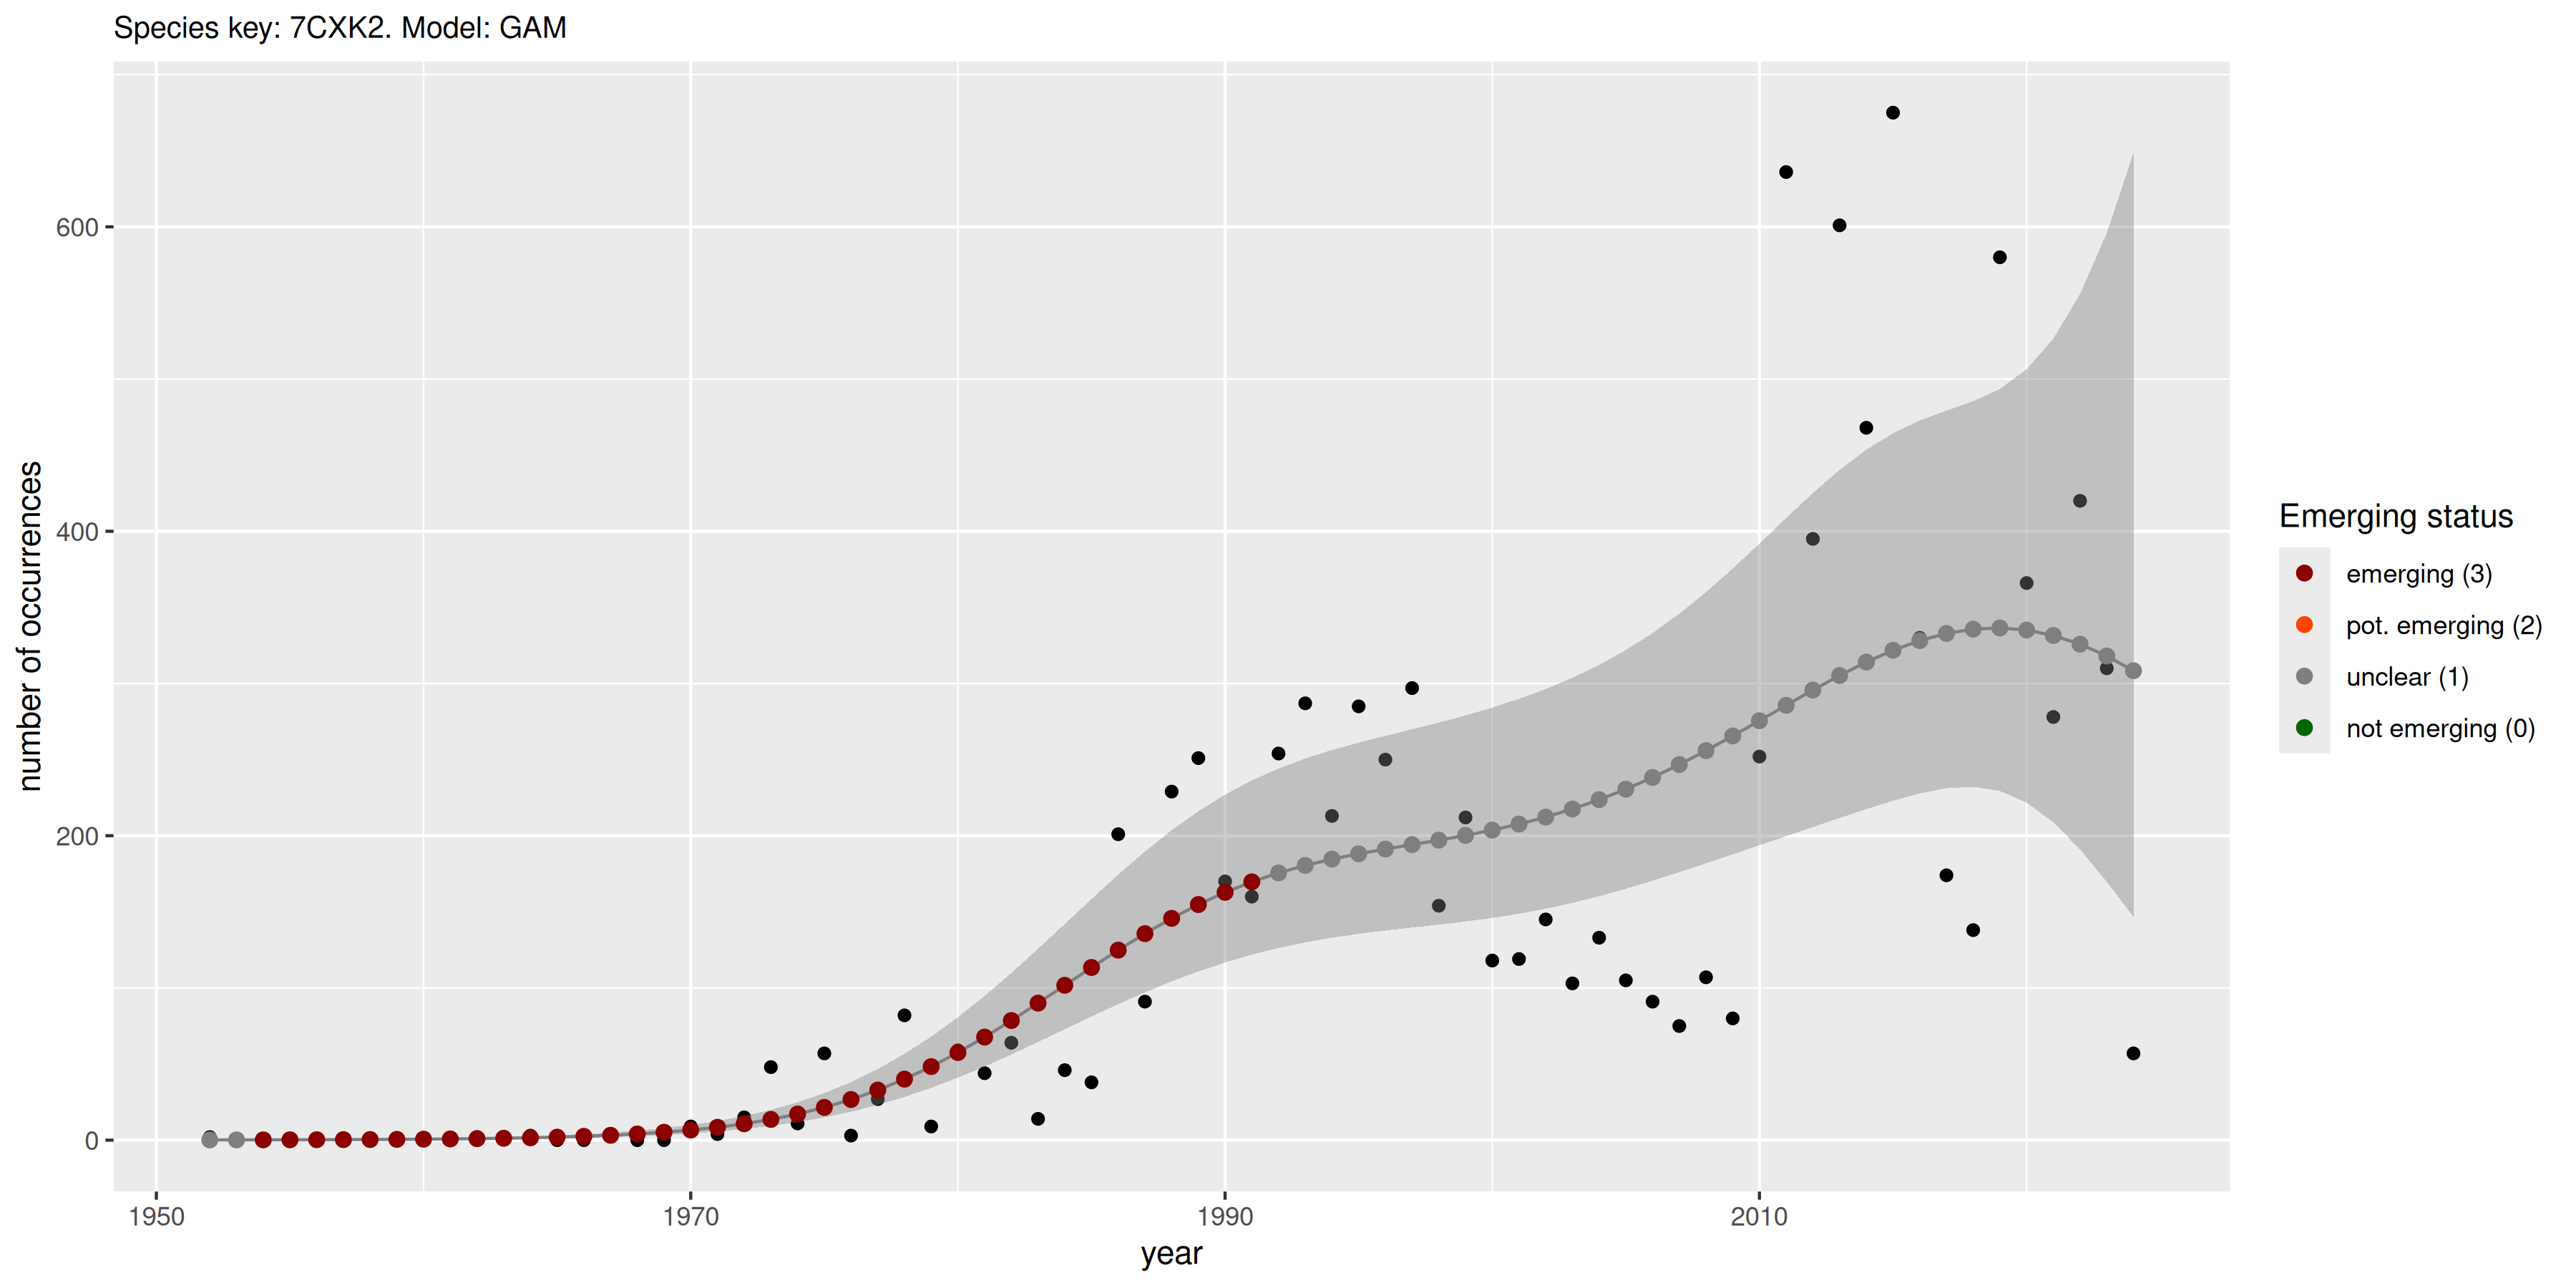 Species key: 7CXK2. Model: GAM
600
400
200
0
number of occurrences
1950
1970
1990
2010
year
Emerging status
emerging (3)
pot. emerging (2)
unclear (1)
not emerging (0)